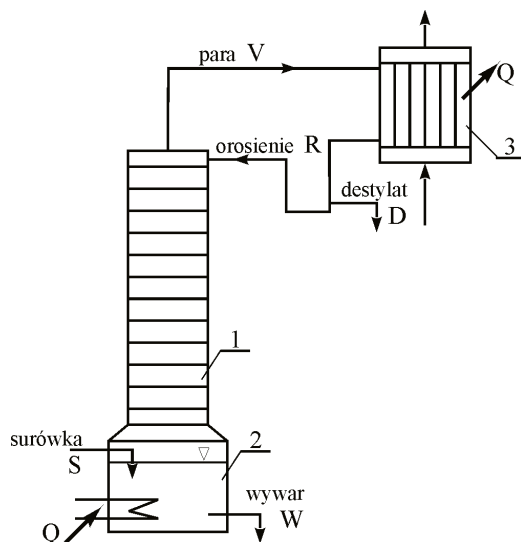 para V
Q
3
orosienie R
destylat
D
1
surówka
S
2
wywar
W
Q